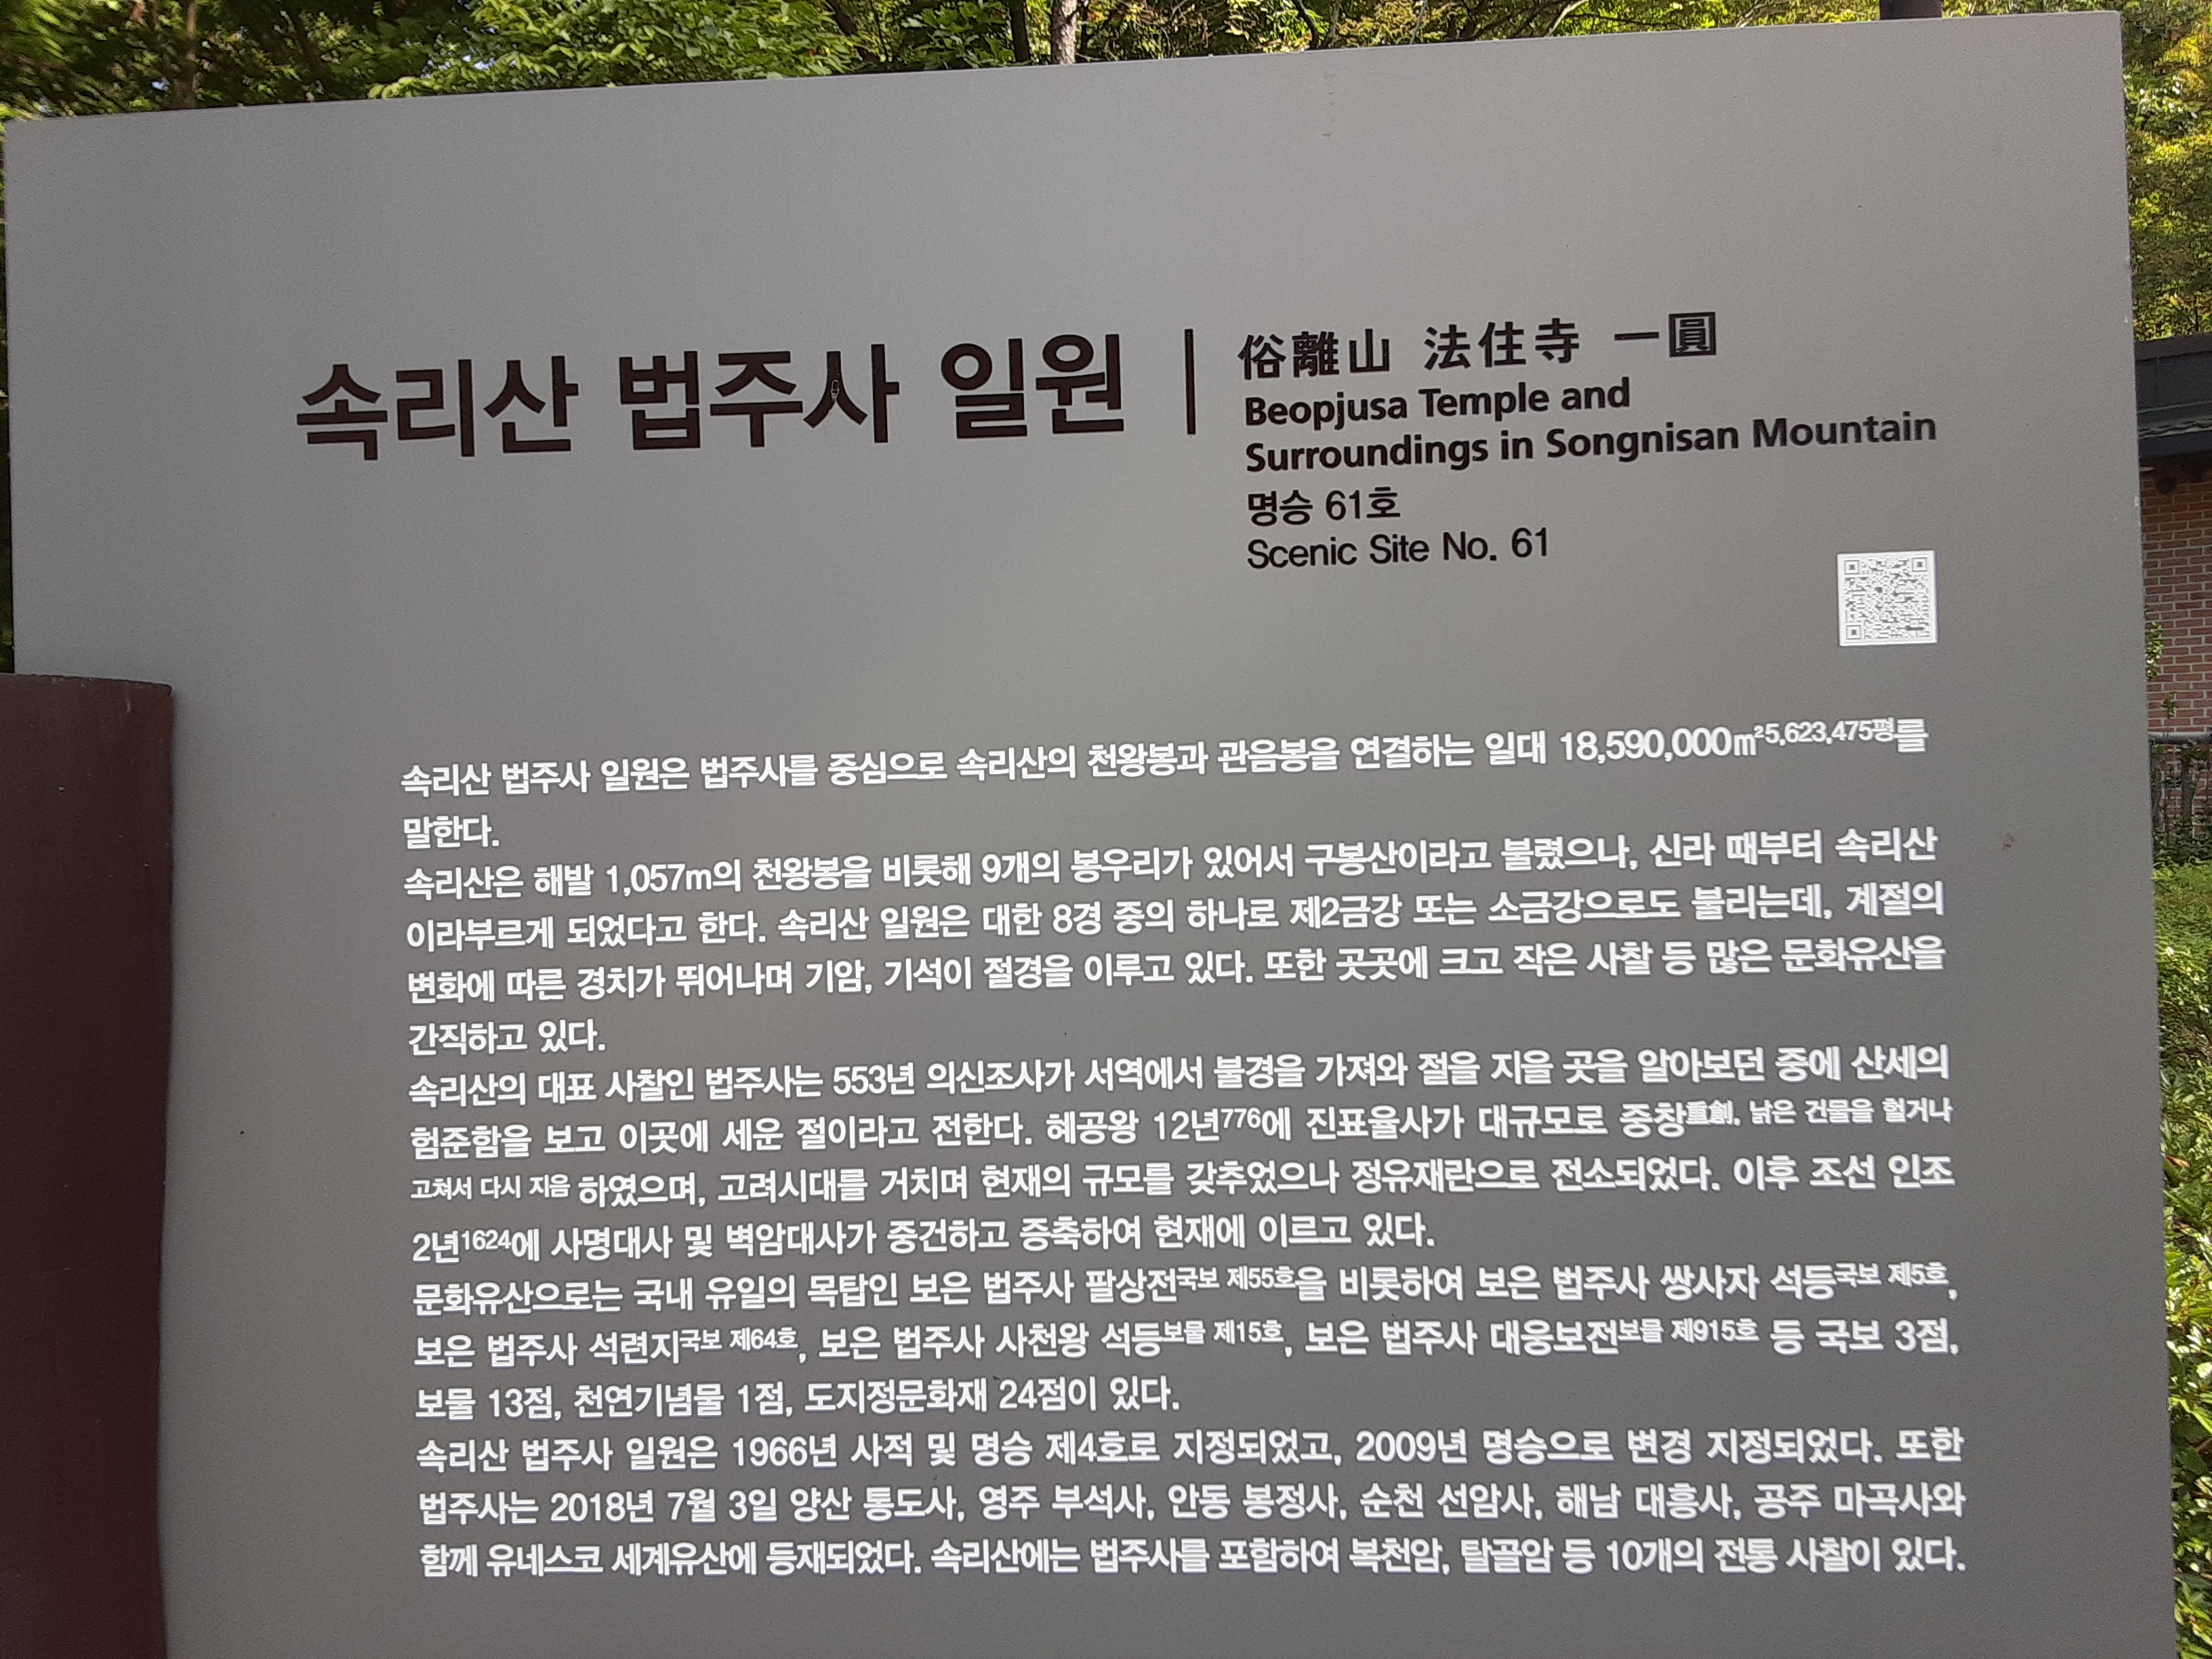 속리산 법주사 일원
俗離山 法住寺 一圓
Beopjusa Temple and
Surroundings in Songnisan Mountain
명승 61호
Scenic Site No. 61
속리산 법주사 일원은 법주사를 중심으로 속리산의 천왕봉과 관음봉을 연결하는 일대 18,590,000㎡5,623,475평를
말한다.
속리산은 해발 1,057m의 천왕봉을 비롯해 9개의 봉우리가 있어서 구봉산이라고 불렸으나, 신라 때부터 속리산
이라부르게 되었다고 한다. 속리산 일원은 대한 8경 중의 하나로 제2금강 또는 소금강으로도 불리는데, 계절의
변화에 따른 경치가 뛰어나며 기암, 기석이 절경을 이루고 있다. 또한 곳곳에 크고 작은 사찰 등 많은 문화유산을
간직하고 있다.
속리산의 대표 사찰인 법주사는 553년 의신조사가 서역에서 불경을 가져와 절을 지을 곳을 알아보던 중에 산세의
험준함을 보고 이곳에 세운 절이라고 전한다. 혜공왕 12년776에 진표율사가 대규모로 중창重創, 낡은 건물을 헐거나
고쳐서 다시 지음 하였으며, 고려시대를 거치며 현재의 규모를 갖추었으나 정유재란으로 전소되었다. 이후 조선 인조
2년1624에 사명대사 및 벽암대사가 중건하고 증축하여 현재에 이르고 있다.
문화유산으로는 국내 유일의 목탑인 보은 법주사 팔상전국보 제55호을 비롯하여 보은 법주사 쌍사자 석등국보 제5호,
보은 법주사 석련지국보 제64호, 보은 법주사 사천왕 석등보물 제15호, 보은 법주사 대웅보전보물 제915호 등 국보 3점,
보물 13점, 천연기념물 1점, 도지정문화재 24점이 있다.
속리산 법주사 일원은 1966년 사적 및 명승 제4호로 지정되었고, 2009년 명승으로 변경 지정되었다. 또한
법주사는 2018년 7월 3일 양산 통도사, 영주 부석사, 안동 봉정사, 순천 선암사, 해남 대흥사, 공주 마곡사와
함께 유네스코 세계유산에 등재되었다. 속리산에는 법주사를 포함하여 복천암, 탈골암 등 10개의 전통 사찰이 있다.